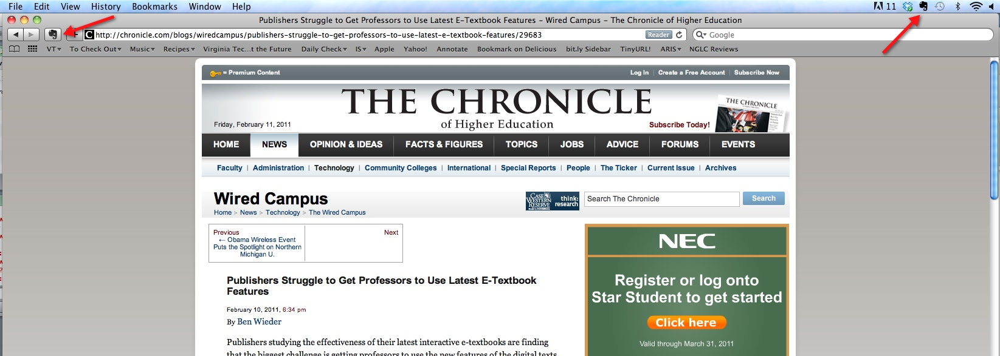 File Edit View History Bookmarks Window Help 11
Publishers Struggle to Get Professors to Use Latest E-Textbook Features – Wired Campus – The Chronicle of Higher Education
C http://chronicle.com/blogs/wiredcampus/publishers-struggle-to-get-professors-to-use-latest-e-textbook-features/29683 Reader Google
VT To Check Out Music Recipes Virginia Tec...t the Future Daily Check IS Apple Yahoo! Annotate Bookmark on Delicious bit.ly Sidebar TinyURL! ARIS NGLC Reviews
= Premium Content Log In | Create a Free Account | Subscribe Now
THE CHRONICLE
of Higher Education
THE CHRONICLE
Friday, February 11, 2011
Subscribe Today!
HOME NEWS OPINION & IDEAS FACTS & FIGURES TOPICS JOBS ADVICE FORUMS EVENTS
Faculty | Administration | Technology | Community Colleges | International | Special Reports | People | The Ticker | Current Issue | Archives
Wired Campus
Home > News > Technology > The Wired Campus
CASE WESTERN RESERVE
think: research
Search The Chronicle Search
Previous
← Obama Wireless Event
Puts the Spotlight on Northern
Michigan U.
Next
Publishers Struggle to Get Professors to Use Latest E-Textbook
Features
February 10, 2011, 6:34 pm
By Ben Wieder
Publishers studying the effectiveness of their latest interactive e-textbooks are finding
that the biggest challenge is getting professors to use the new features of the digital texts
NEC
Register or log onto
Star Student to get started
Click here
Valid through March 31, 2011